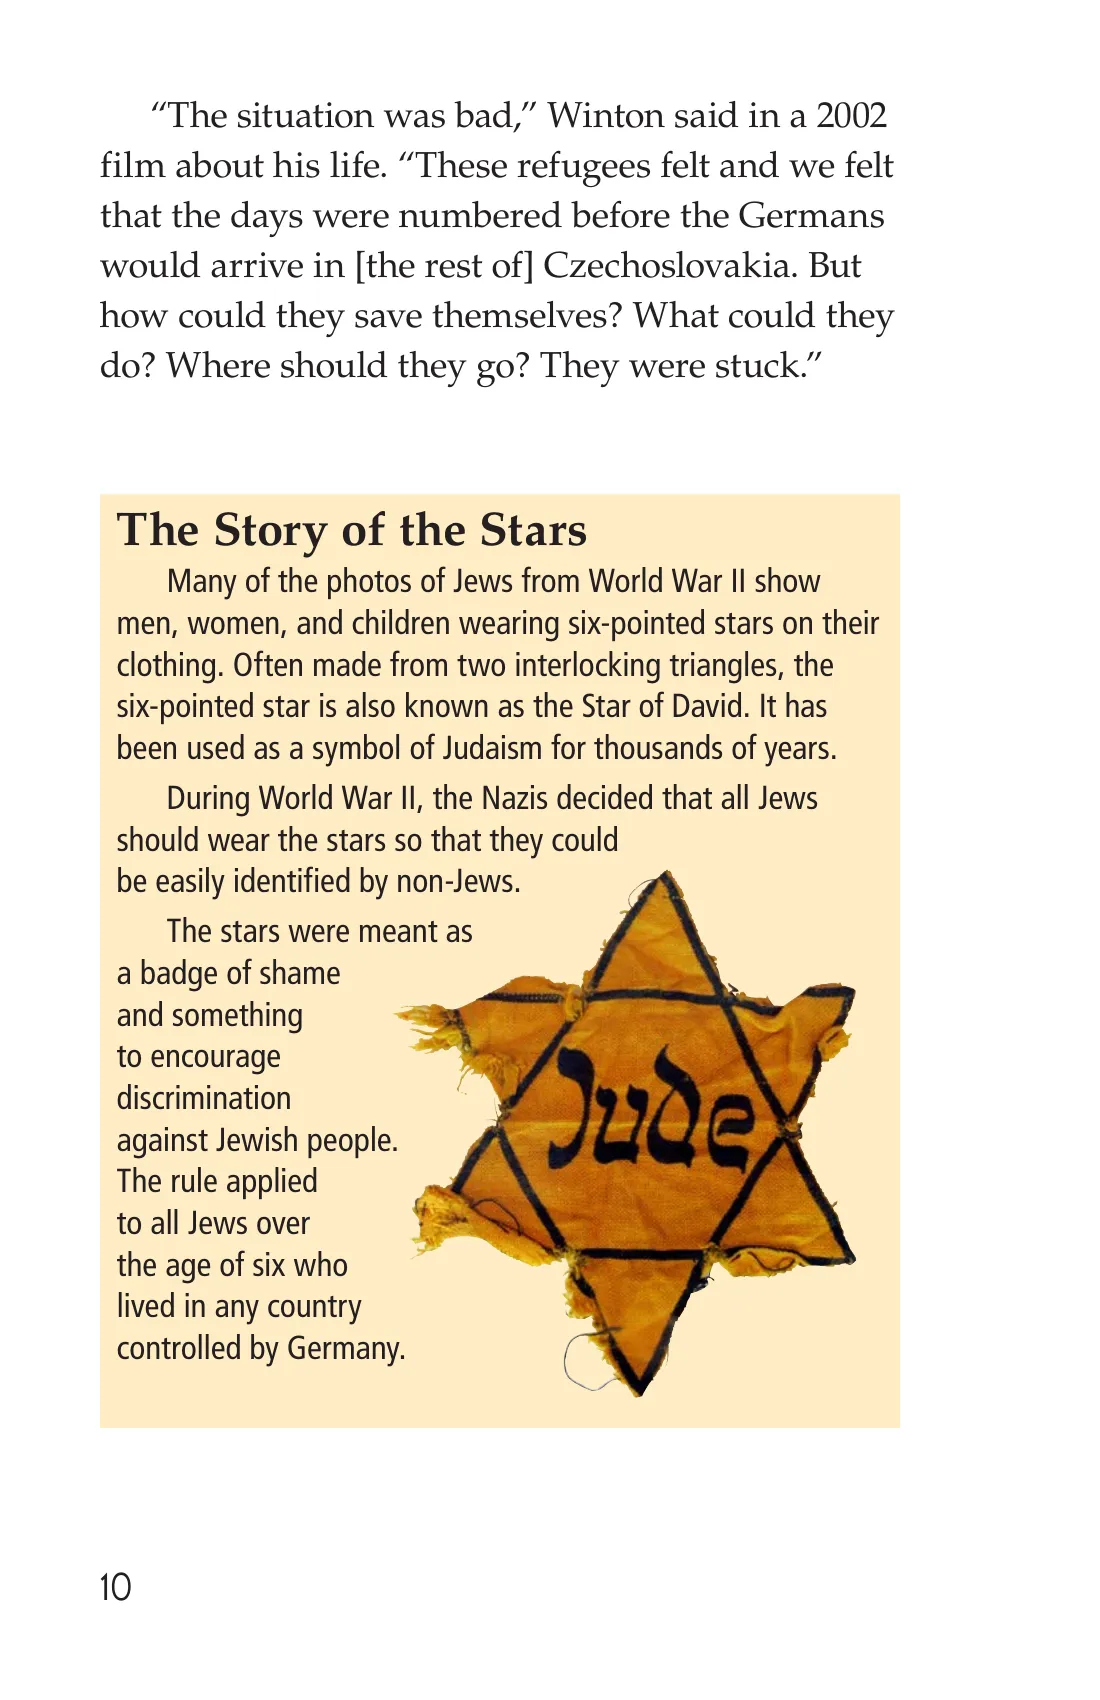 “The situation was bad,” Winton said in a 2002
film about his life. “These refugees felt and we felt
that the days were numbered before the Germans
would arrive in [the rest of] Czechoslovakia. But
how could they save themselves? What could they
do? Where should they go? They were stuck.”
The Story of the Stars
Many of the photos of Jews from World War II show
men, women, and children wearing six-pointed stars on their
clothing. Often made from two interlocking triangles, the
six-pointed star is also known as the Star of David. It has
been used as a symbol of Judaism for thousands of years.
During World War II, the Nazis decided that all Jews
should wear the stars so that they could
be easily identified by non-Jews.
The stars were meant as
a badge of shame
and something
to encourage
discrimination
against Jewish people.
The rule applied
to all Jews over
the age of six who
lived in any country
controlled by Germany.
Jude
10